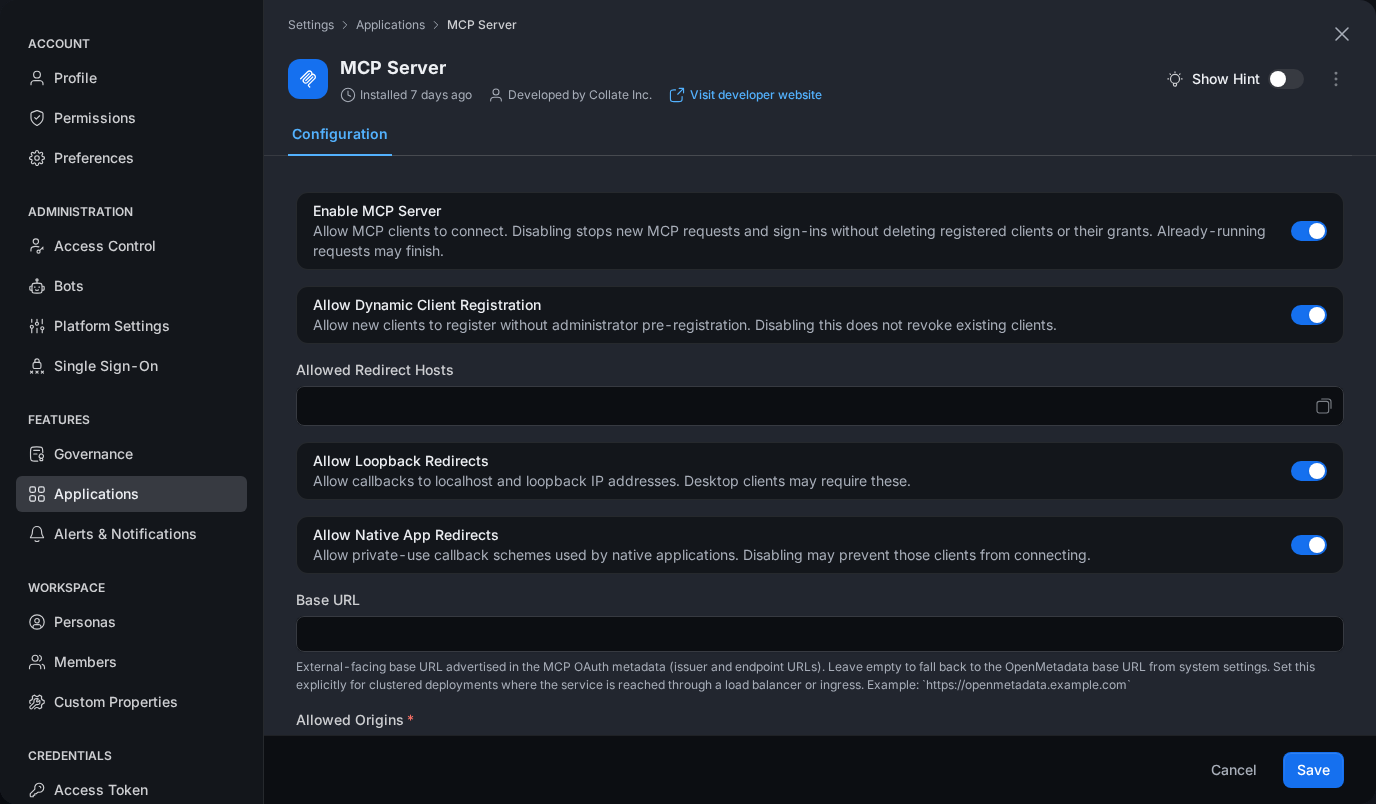 ACCOUNT
Profile
Permissions
Preferences
ADMINISTRATION
Access Control
Bots
Platform Settings
Single Sign-On
FEATURES
Governance
Applications
Alerts & Notifications
WORKSPACE
Personas
Members
Custom Properties
CREDENTIALS
Access Token
Settings > Applications > MCP Server
MCP Server
Installed 7 days ago Developed by Collate Inc. Visit developer website
Show Hint
Configuration
Enable MCP Server
Allow MCP clients to connect. Disabling stops new MCP requests and sign-ins without deleting registered clients or their grants. Already-running
requests may finish.
Allow Dynamic Client Registration
Allow new clients to register without administrator pre-registration. Disabling this does not revoke existing clients.
Allowed Redirect Hosts
Allow Loopback Redirects
Allow callbacks to localhost and loopback IP addresses. Desktop clients may require these.
Allow Native App Redirects
Allow private-use callback schemes used by native applications. Disabling may prevent those clients from connecting.
Base URL
External-facing base URL advertised in the MCP OAuth metadata (issuer and endpoint URLs). Leave empty to fall back to the OpenMetadata base URL from system settings. Set this
explicitly for clustered deployments where the service is reached through a load balancer or ingress. Example: `https://openmetadata.example.com`
Allowed Origins *
Cancel
Save